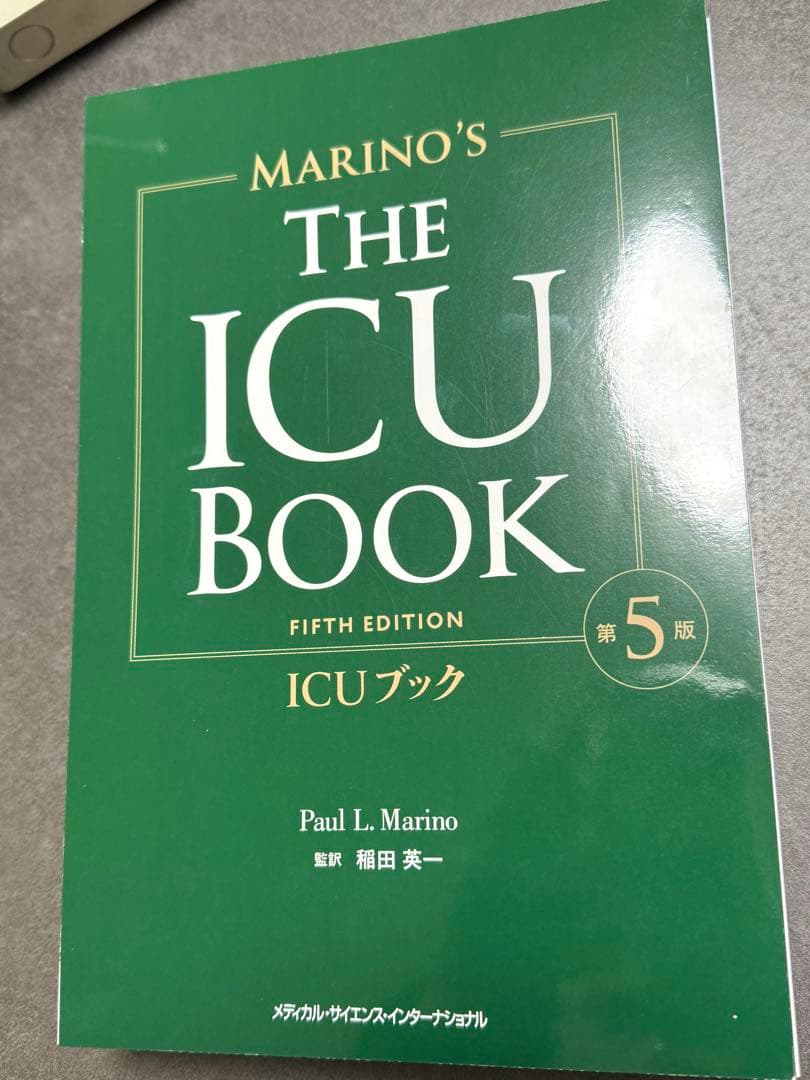 MARINO'S
THE
ICU
BOOK
FIFTH EDITION
第5版
ICUブック
Paul L. Marino
監訳 稲田 英一
メディカル・サイエンス・インターナショナル